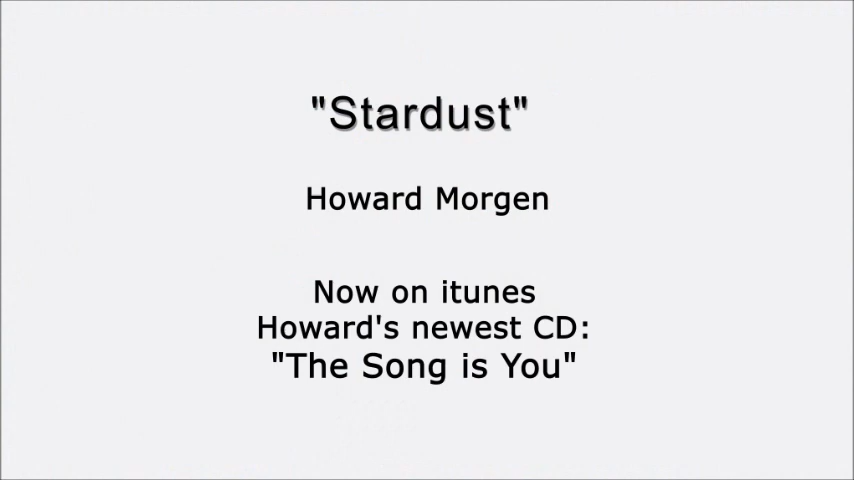 "Stardust"
Howard Morgen
Now on itunes
Howard's newest CD:
"The Song is You"